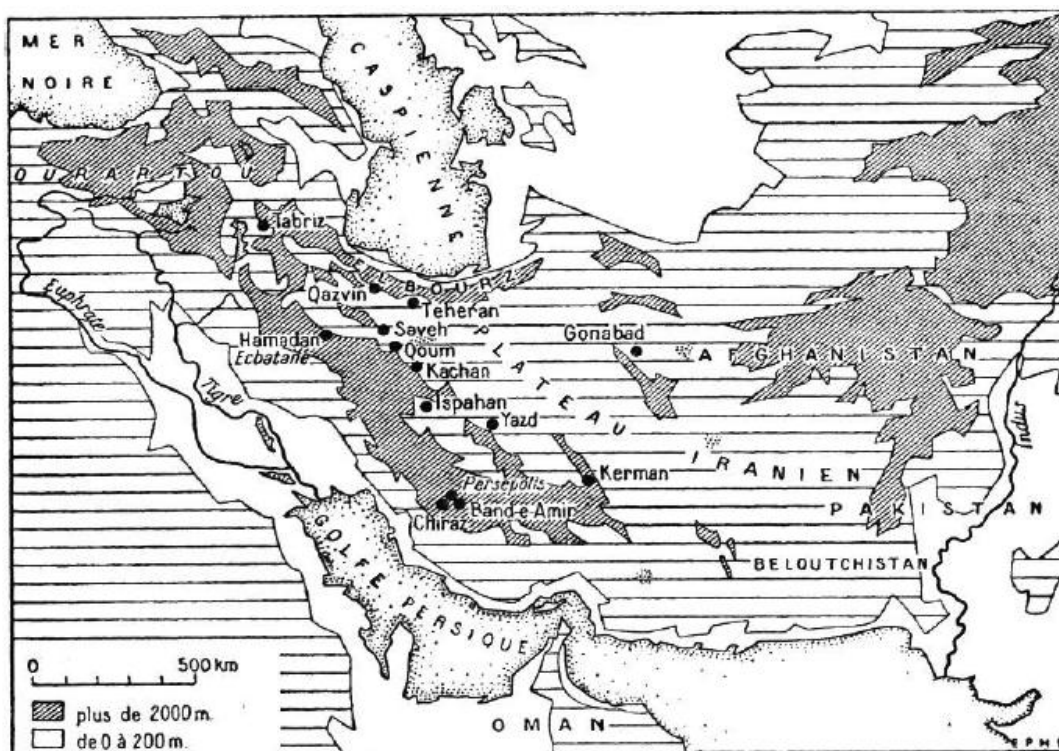 MER
NOIRE
CASPIENNE
OURARTOU
Tabriz
ELBOURZ
Qazvin
Teheran
Euphrate
Hamadan
Ecbatane
Saveh
Qoum
Kachan
Gonabad
AFGHANISTAN
PLATEAU
Tigre
Ispahan
Yazd
Indus
IRANIEN
Kerman
Persépolis
Band-e-Amir
Chiraz
PAKISTAN
BELOUTCHISTAN
GOLFE PERSIQUE
0 500 km
OMAN
plus de 2000 m.
de 0 à 200 m.
EPHE